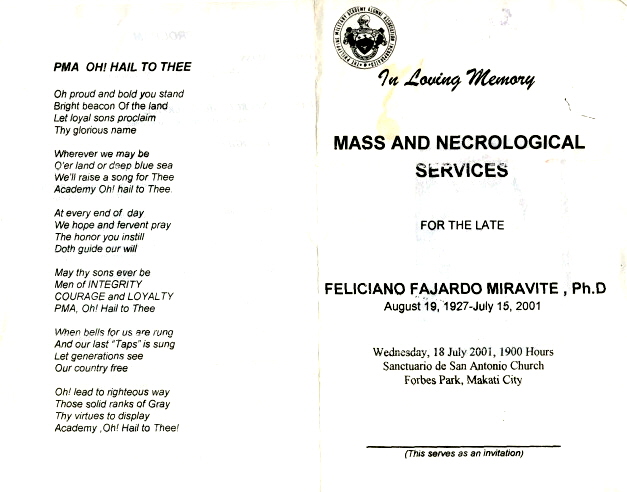 PMA OH! HAIL TO THEE
Oh proud and bold you stand
Bright beacon Of the land
Let loyal sons proclaim
Thy glorious name
Wherever we may be
O'er land or deep blue sea
We'll raise a song for Thee
Academy Oh! hail to Thee.
At every end of day
We hope and fervent pray
The honor you instill
Doth guide our will
May thy sons ever be
Men of INTEGRITY
COURAGE and LOYALTY
PMA, Oh! Hail to Thee
When bells for us are rung
And our last "Taps" is sung
Let generations see
Our country free
Oh! lead to righteous way
Those solid ranks of Gray
Thy virtues to display
Academy ,Oh! Hail to Thee!
In Loving Memory
MASS AND NECROLOGICAL
SERVICES
FOR THE LATE
FELICIANO FAJARDO MIRAVITE , Ph.D
August 19, 1927-July 15, 2001
Wednesday, 18 July 2001, 1900 Hours
Sanctuario de San Antonio Church
Forbes Park, Makati City
(This serves as an invitation)